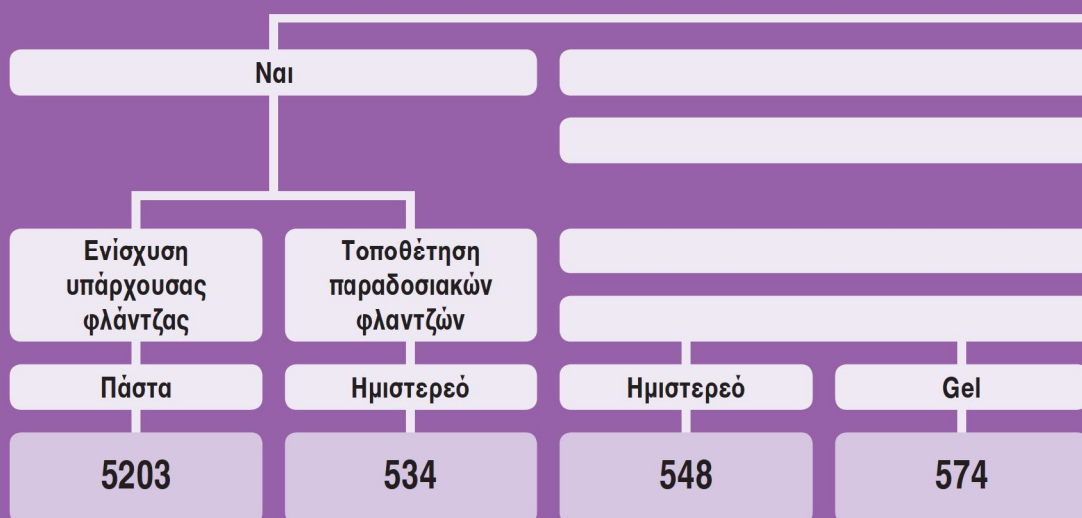 Ναι
Ενίσχυση
υπάρχουσας
φλάντζας
Τοποθέτηση
παραδοσιακών
φλαντζών
Πάστα
Ημιστερεό
Ημιστερεό
Gel
5203
534
548
574